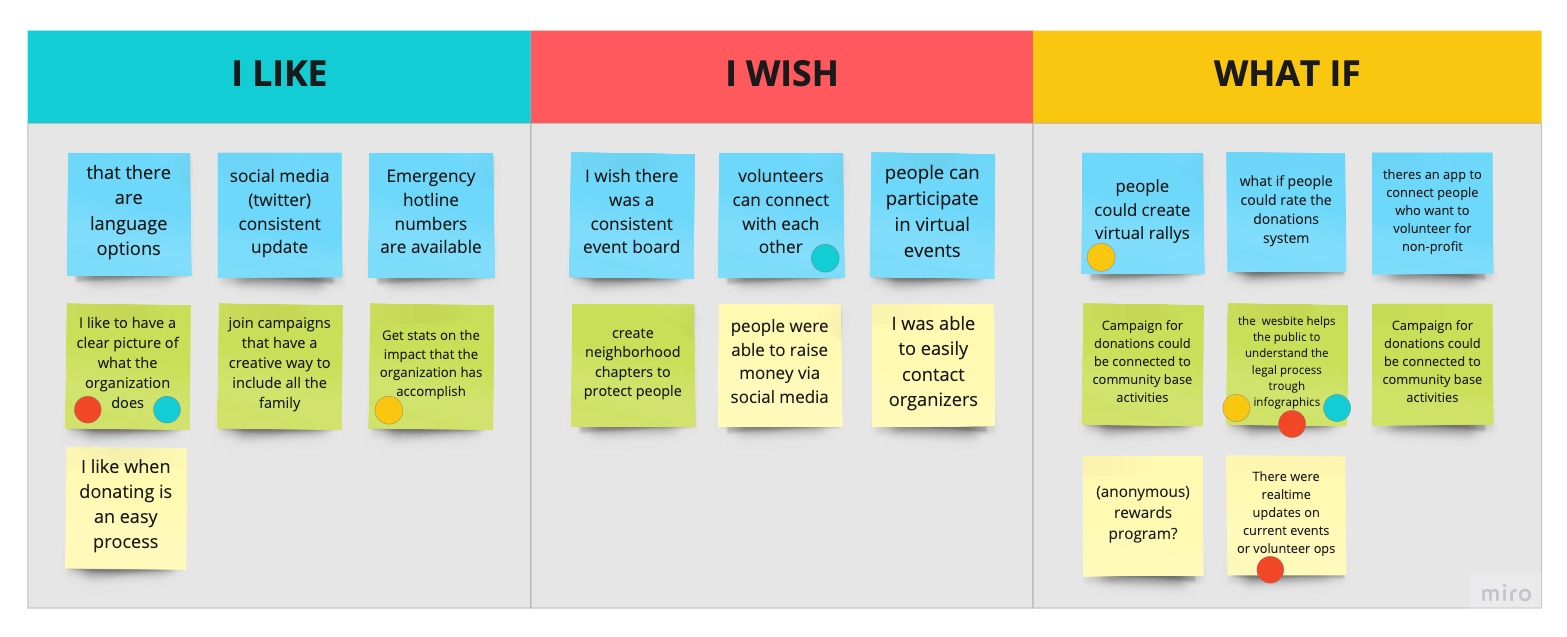 I LIKE
I WISH
WHAT IF
that there
are
language
options
social media
(twitter)
consistent
update
Emergency
hotline
numbers
are available
I like to have a
clear picture of
what the
organization
does
join campaigns
that have a
creative way to
include all the
family
Get stats on the
impact that the
organization has
accomplish
I like when
donating is
an easy
process
I wish there
was a
consistent
event board
volunteers
can connect
with each
other
people can
participate
in virtual
events
create
neighborhood
chapters to
protect people
people were
able to raise
money via
social media
I was able
to easily
contact
organizers
people
could create
virtual rallys
what if people
could rate the
donations
system
theres an app to
connect people
who want to
volunteer for
non-profit
Campaign for
donations could
be connected to
community base
activities
the wesbite helps
the public to
understand the
legal process
trough
infographics
Campaign for
donations could
be connected to
community base
activities
(anonymous)
rewards
program?
There were
realtime
updates on
current events
or volunteer ops
miro